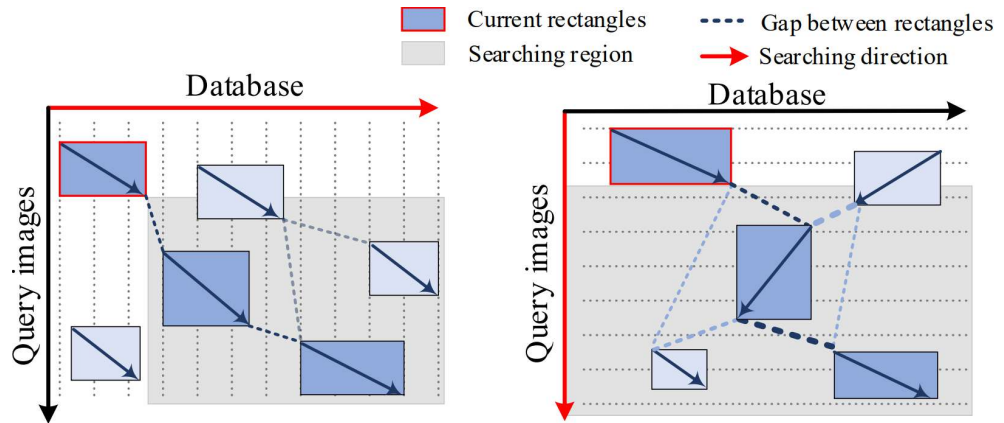 Current rectangles
Gap between rectangles
Searching region
Searching direction
Database
Query images
Database
Query images